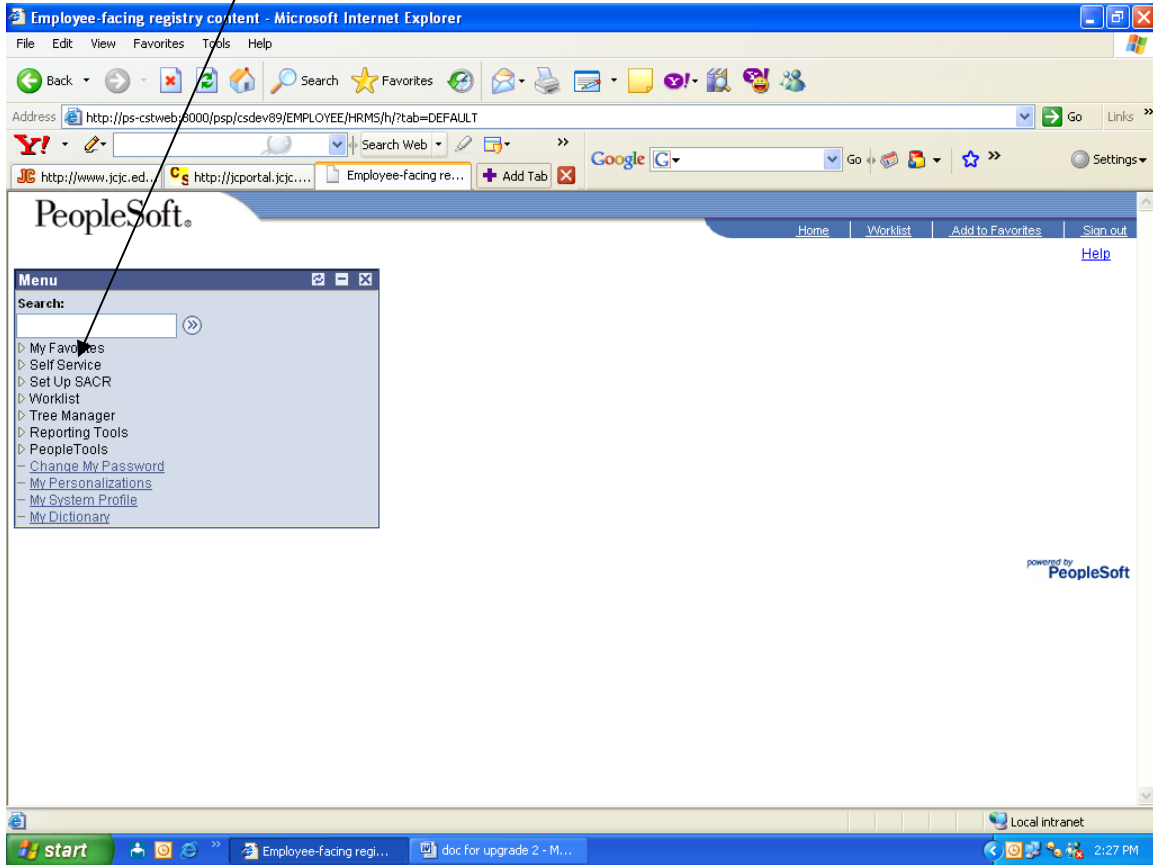 Employee-facing registry content - Microsoft Internet Explorer
File Edit View Favorites Tools Help
Back Search Favorites
Address http://ps-cstweb:8000/psp/csdev89/EMPLOYEE/HRMS/h/?tab=DEFAULT Go Links »
Y! Search Web » Google G Go » Settings
JC http://www.jcjc.ed... CS http://jcportal.jcjc.... Employee-facing re... Add Tab
PeopleSoft®
Home Worklist Add to Favorites Sign out
Help
Menu
Search:
My Favorites
Self Service
Set Up SACR
Worklist
Tree Manager
Reporting Tools
PeopleTools
Change My Password
My Personalizations
My System Profile
My Dictionary
powered by
PeopleSoft
Local intranet
start » Employee-facing regi... doc for upgrade 2 - M... 2:27 PM